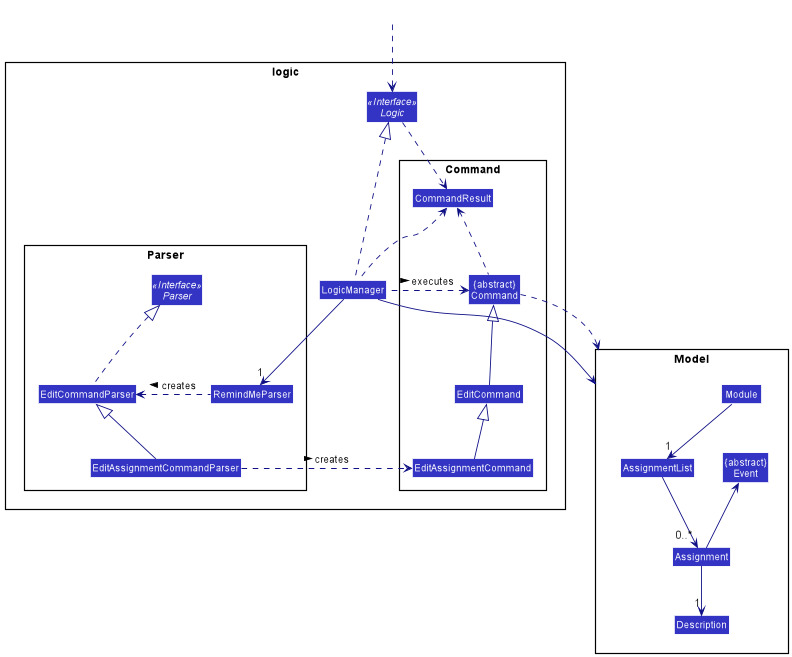 logic
«Interface»
Logic
Command
CommandResult
Parser
«Interface»
Parser
LogicManager
executes
{abstract}
Command
Model
1
creates
EditCommandParser
RemindMeParser
EditCommand
Module
1
EditAssignmentCommandParser
creates
EditAssignmentCommand
AssignmentList
{abstract}
Event
0..*
Assignment
1
Description